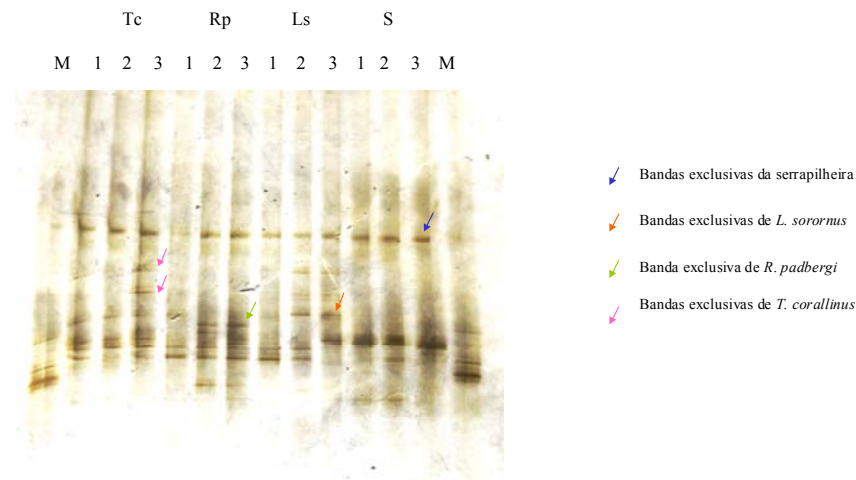 Tc Rp Ls S
M 1 2 3 1 2 3 1 2 3 1 2 3 M
Bandas exclusivas da serrapilheira
Bandas exclusivas de L. sorornus
Banda exclusiva de R. padbergi
Bandas exclusivas de T. corallinus